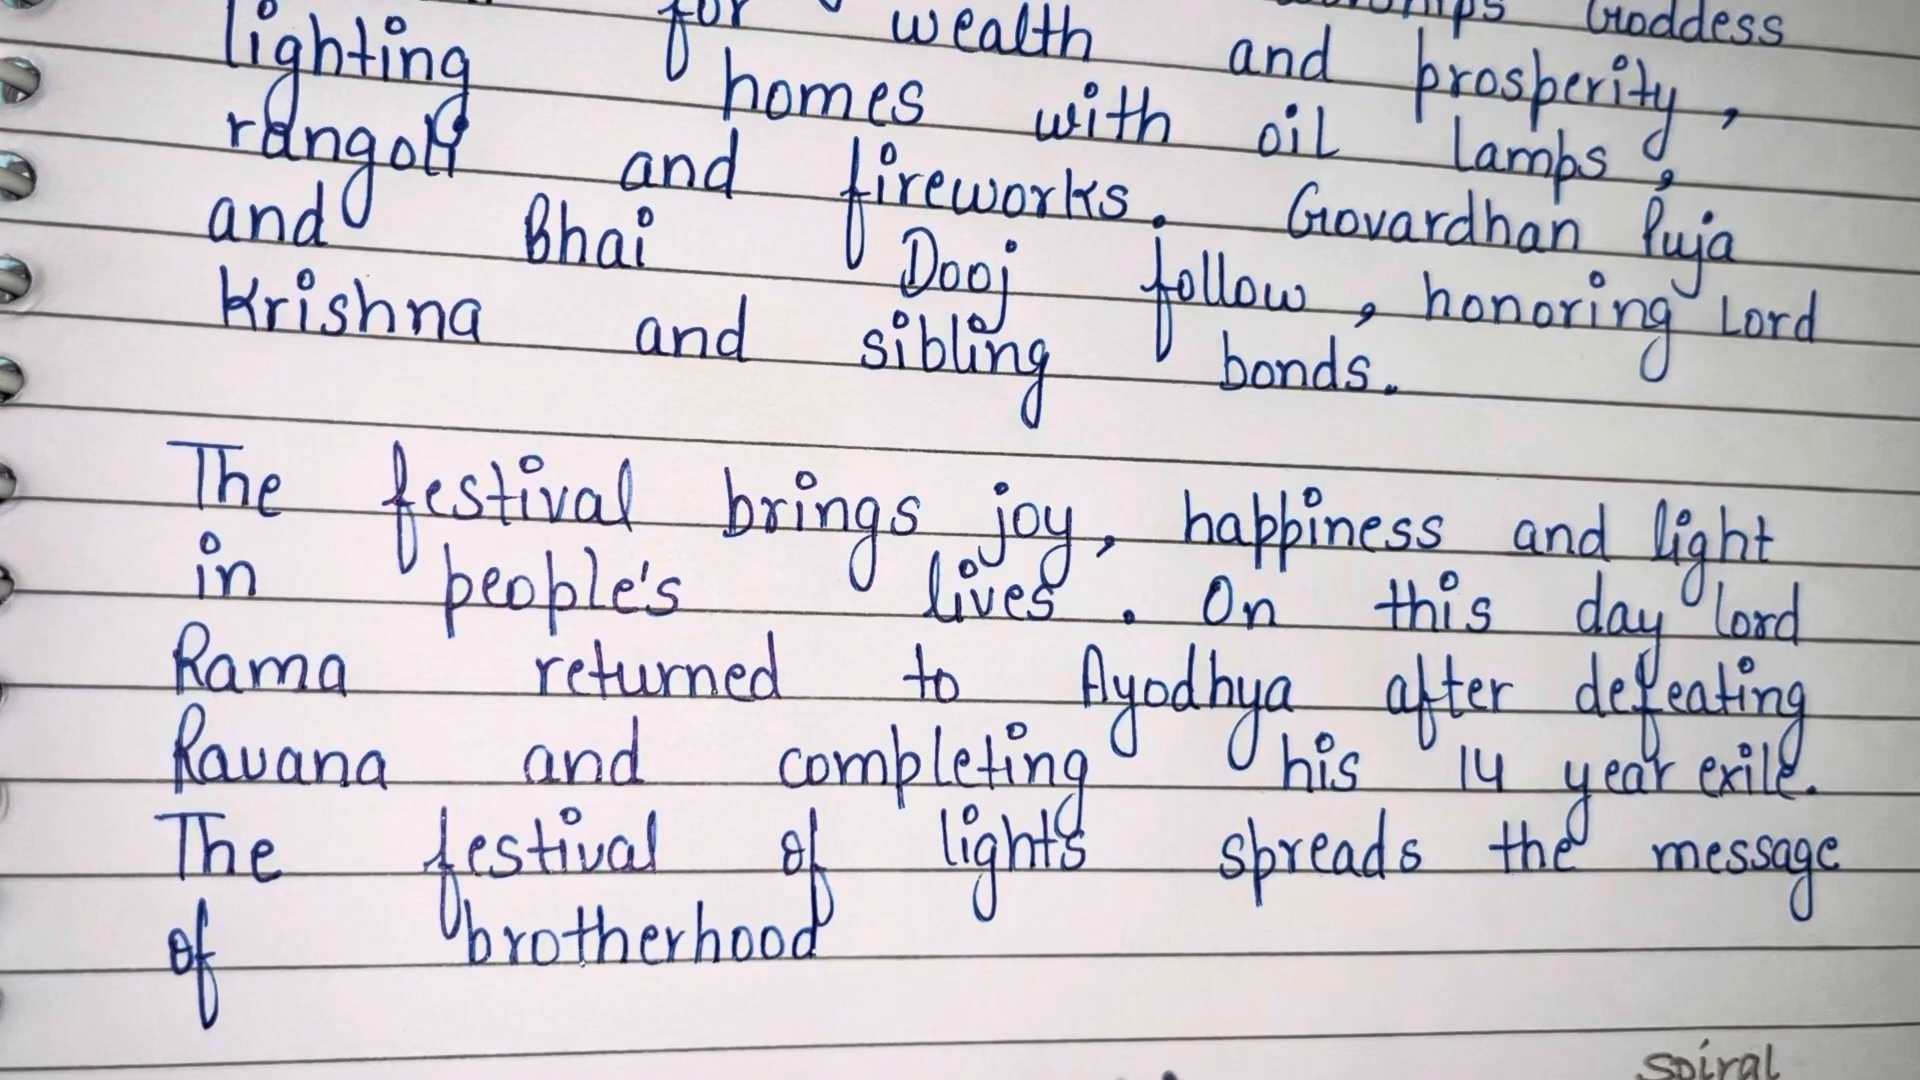 Goddess
for wealth and prosperity,
lighting homes with oil lamps,
rangoli and fireworks. Govardhan Puja
and Bhai Dooj follow, honoring Lord
Krishna and sibling bonds.
The festival brings joy, happiness and light
in people's lives. On this day lord
Rama returned to Ayodhya after defeating
Ravana and completing his 14 year exile.
The festival of lights spreads the message
of brotherhood
spiral